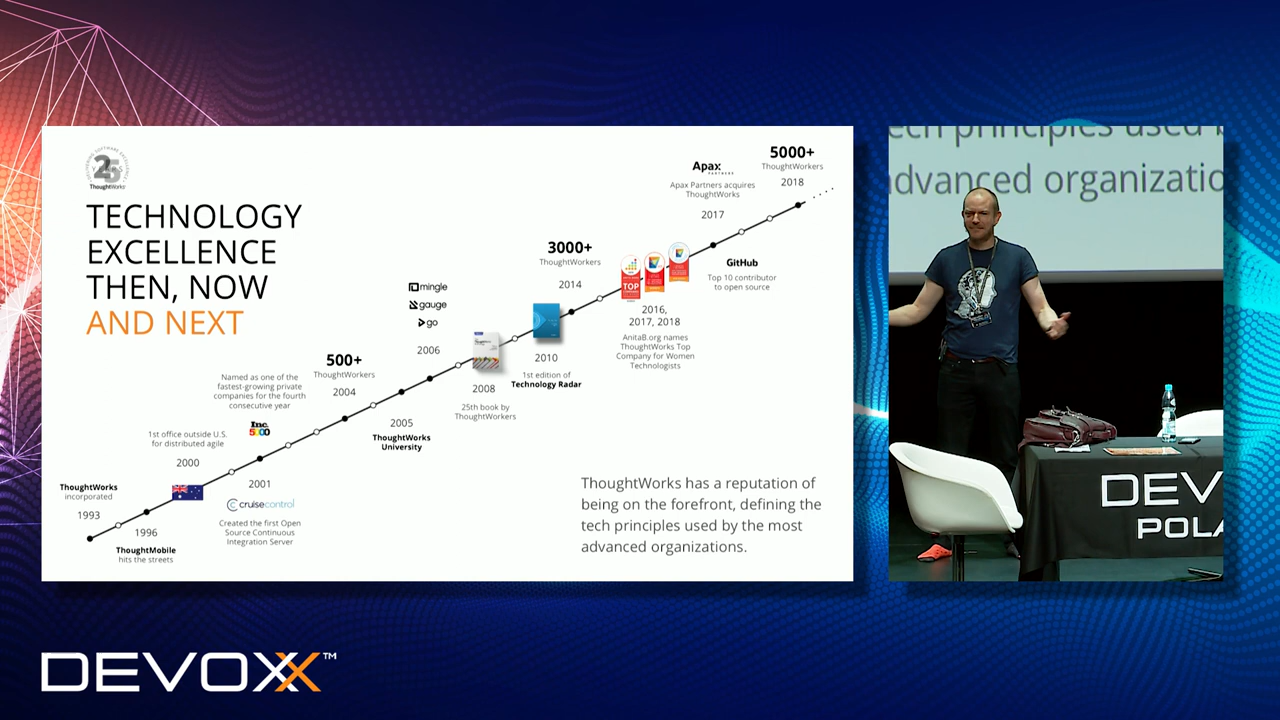 25
ThoughtWorks
TECHNOLOGY
EXCELLENCE
THEN, NOW
AND NEXT
ThoughtWorks
incorporated
1993
1996
ThoughtMobile
hits the streets
1st office outside U.S.
for distributed agile
2000
Named as one of the
fastest-growing private
companies for the fourth
consecutive year
Inc.
5000
2001
cruisecontrol
Created the first Open
Source Continuous
Integration Server
500+
ThoughtWorkers
2004
2005
ThoughtWorks
University
mingle
gauge
go
2006
2008
25th book by
ThoughtWorkers
2010
1st edition of
Technology Radar
3000+
ThoughtWorkers
2014
TOP
2016,
2017, 2018
AnitaB.org names
ThoughtWorks Top
Company for Women
Technologists
Apax
PARTNERS
Apax Partners acquires
ThoughtWorks
2017
GitHub
Top 10 contributor
to open source
5000+
ThoughtWorkers
2018
ThoughtWorks has a reputation of
being on the forefront, defining the
tech principles used by the most
advanced organizations.
tech principles used b
advanced organizatio
DEV
POLA
DEVOXX™